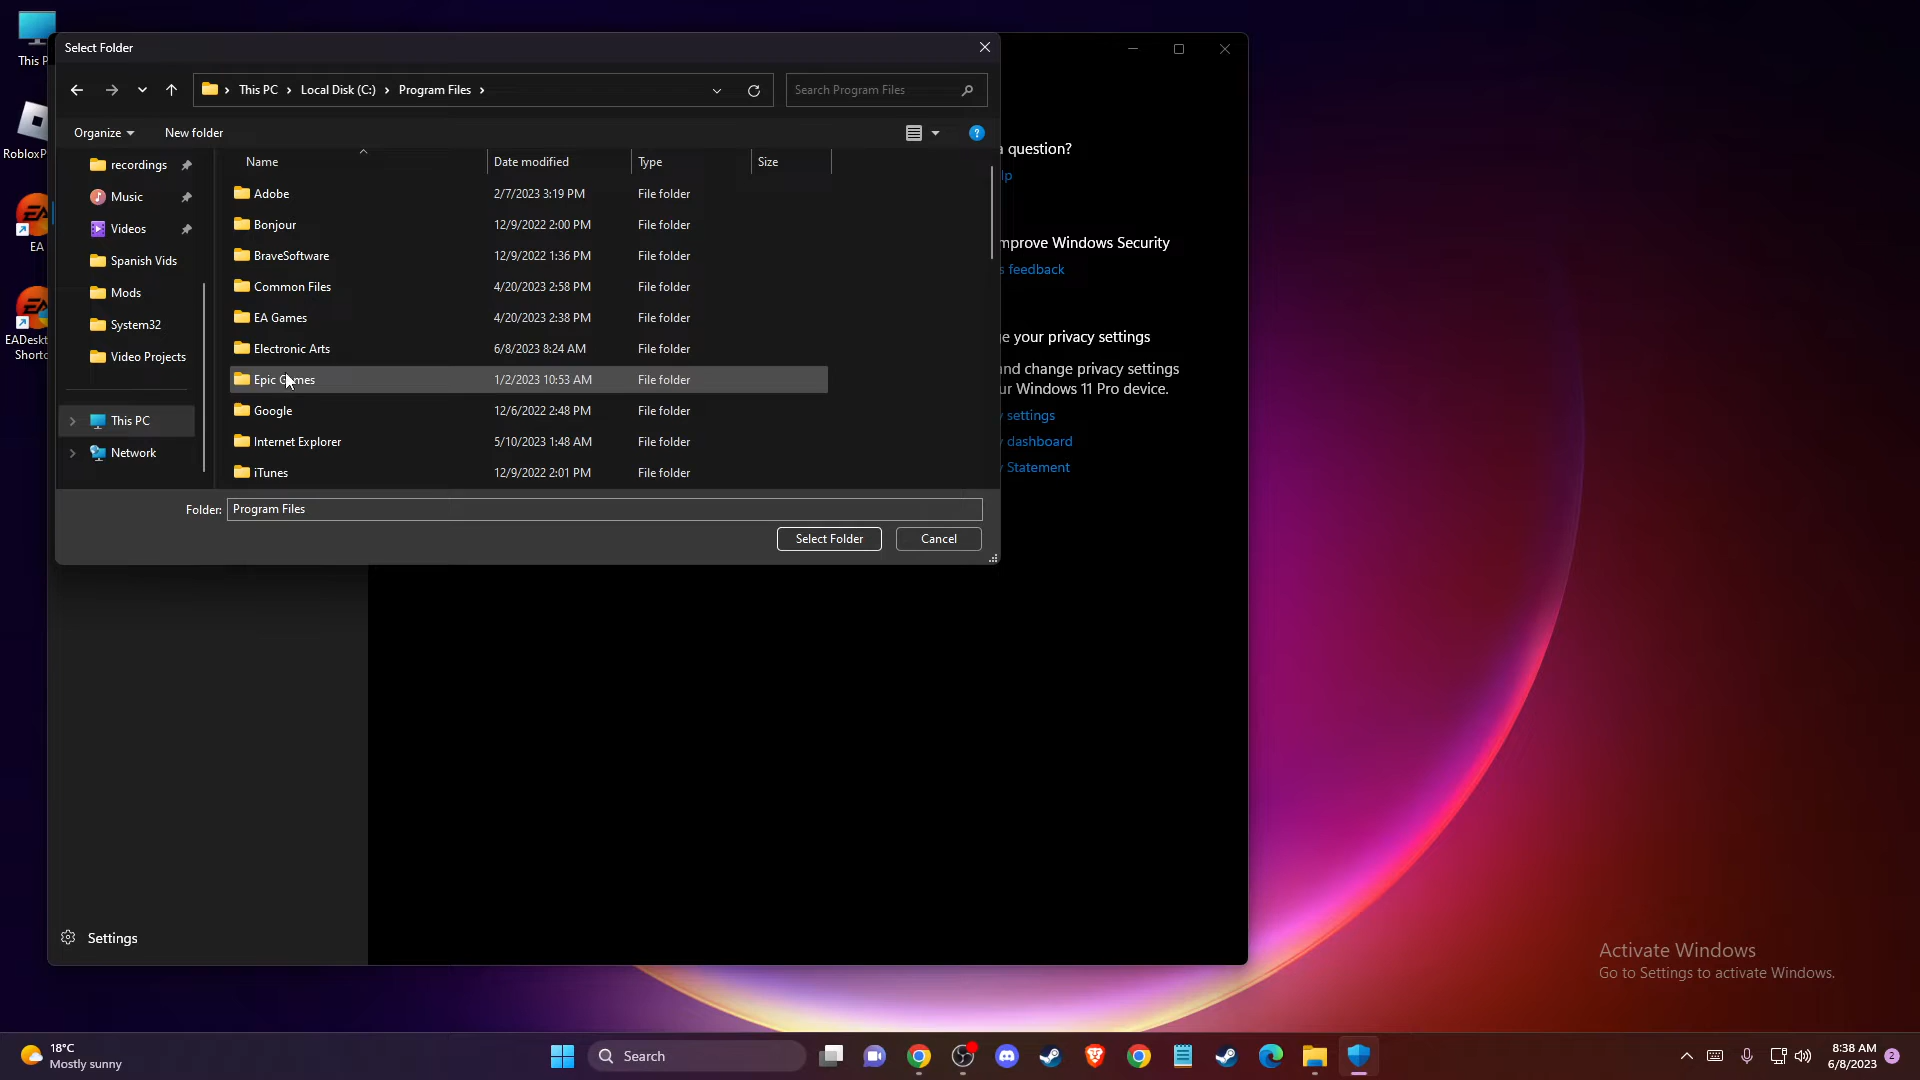 This P
RobloxP
EA
EADeskt
Shortc
Select Folder
This PC
Local Disk (C:)
Program Files
Search Program Files
Organize
New folder
Name
Date modified
Type
Size
recordings
Music
Videos
Spanish Vids
Mods
System32
Video Projects
This PC
Network
Adobe 2/7/2023 3:19 PM File folder
Bonjour 12/9/2022 2:00 PM File folder
BraveSoftware 12/9/2022 1:36 PM File folder
Common Files 4/20/2023 2:58 PM File folder
EA Games 4/20/2023 2:38 PM File folder
Electronic Arts 6/8/2023 8:24 AM File folder
Epic Games 1/2/2023 10:53 AM File folder
Google 12/6/2022 2:48 PM File folder
Internet Explorer 5/10/2023 1:48 AM File folder
iTunes 12/9/2022 2:01 PM File folder
Folder: Program Files
Select Folder
Cancel
a question?
lp
mprove Windows Security
s feedback
e your privacy settings
nd change privacy settings
ur Windows 11 Pro device.
y settings
y dashboard
y Statement
Settings
Activate Windows
Go to Settings to activate Windows.
18°C
Mostly sunny
Search
8:38 AM
6/8/2023
2